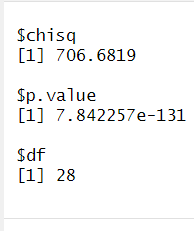 $chisq
[1] 706.6819
$p.value
[1] 7.842257e-131
$df
[1] 28